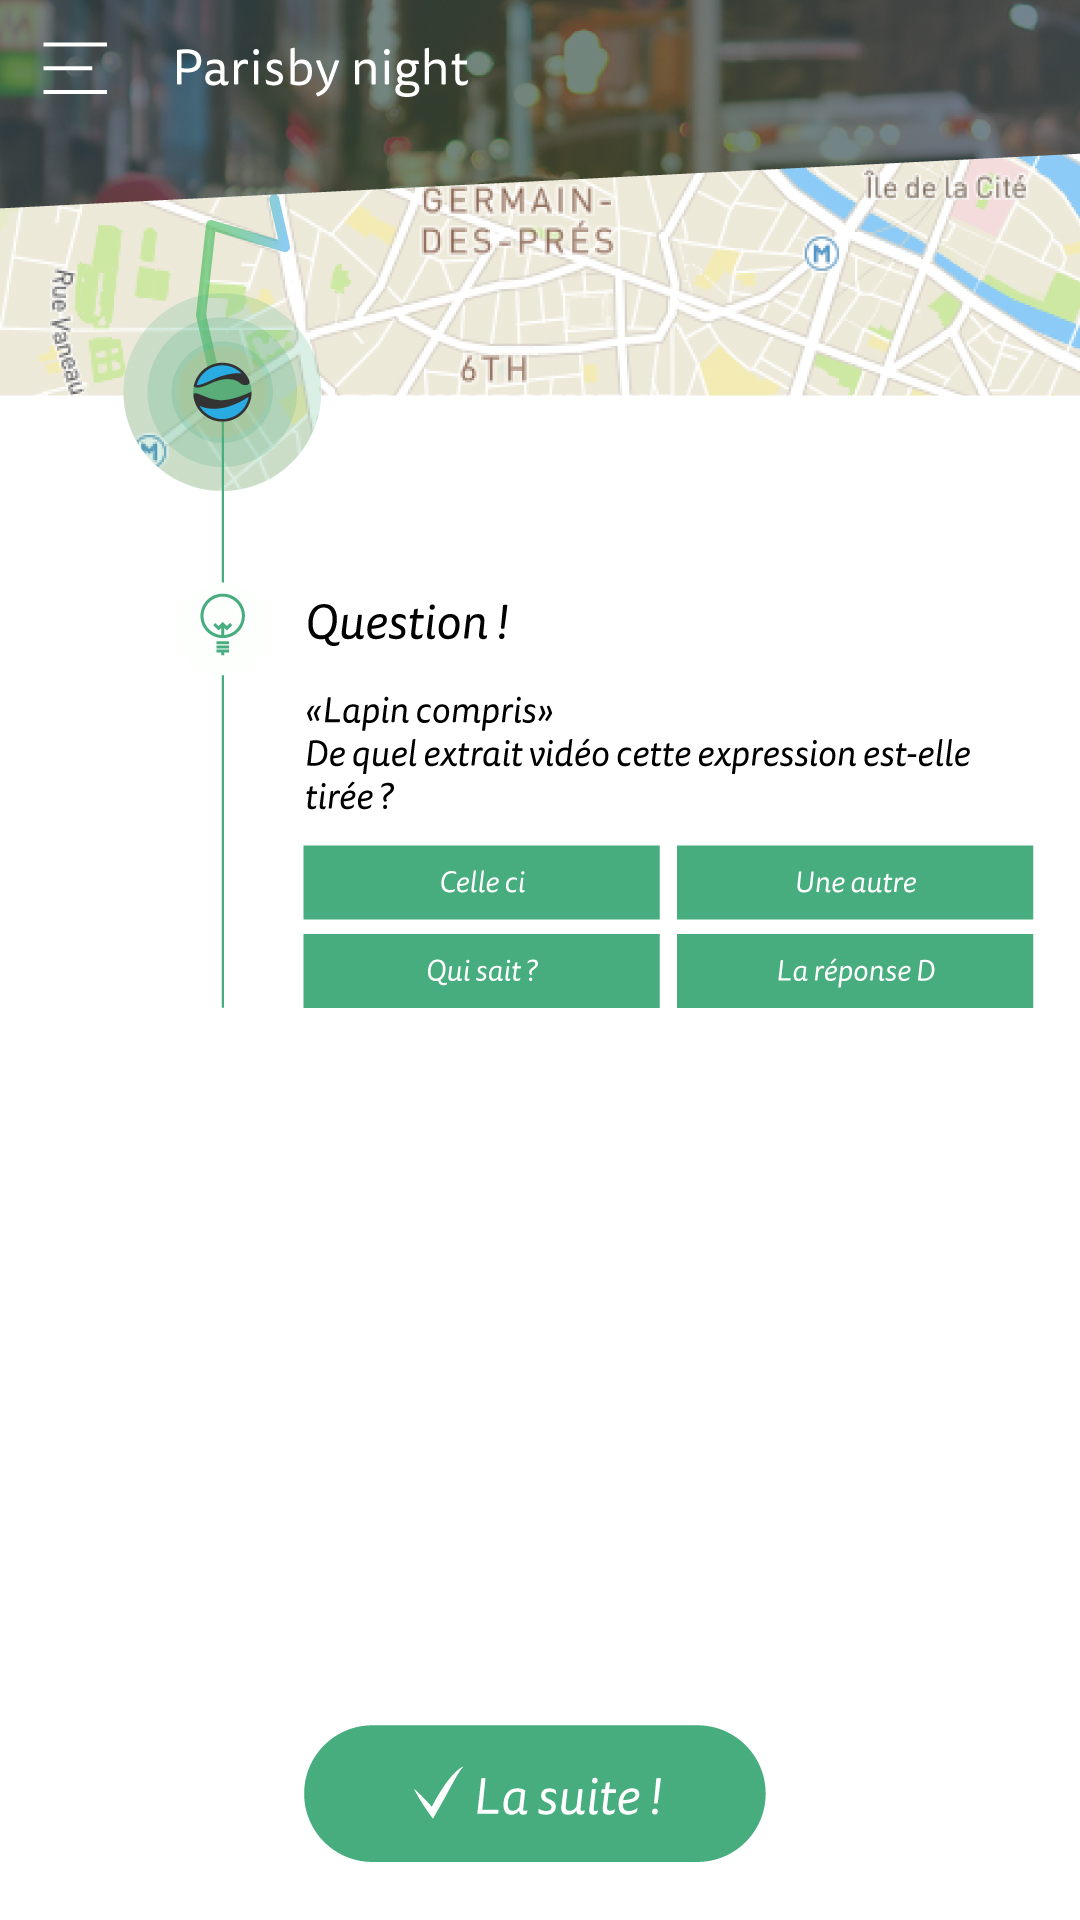 Parisby night
Île de la Cité
GERMAIN-
DES-PRÉS
M
Rue Vaneau
6TH
M
Question !
«Lapin compris»
De quel extrait vidéo cette expression est-elle
tirée ?
Celle ci
Une autre
Qui sait ?
La réponse D
La suite !